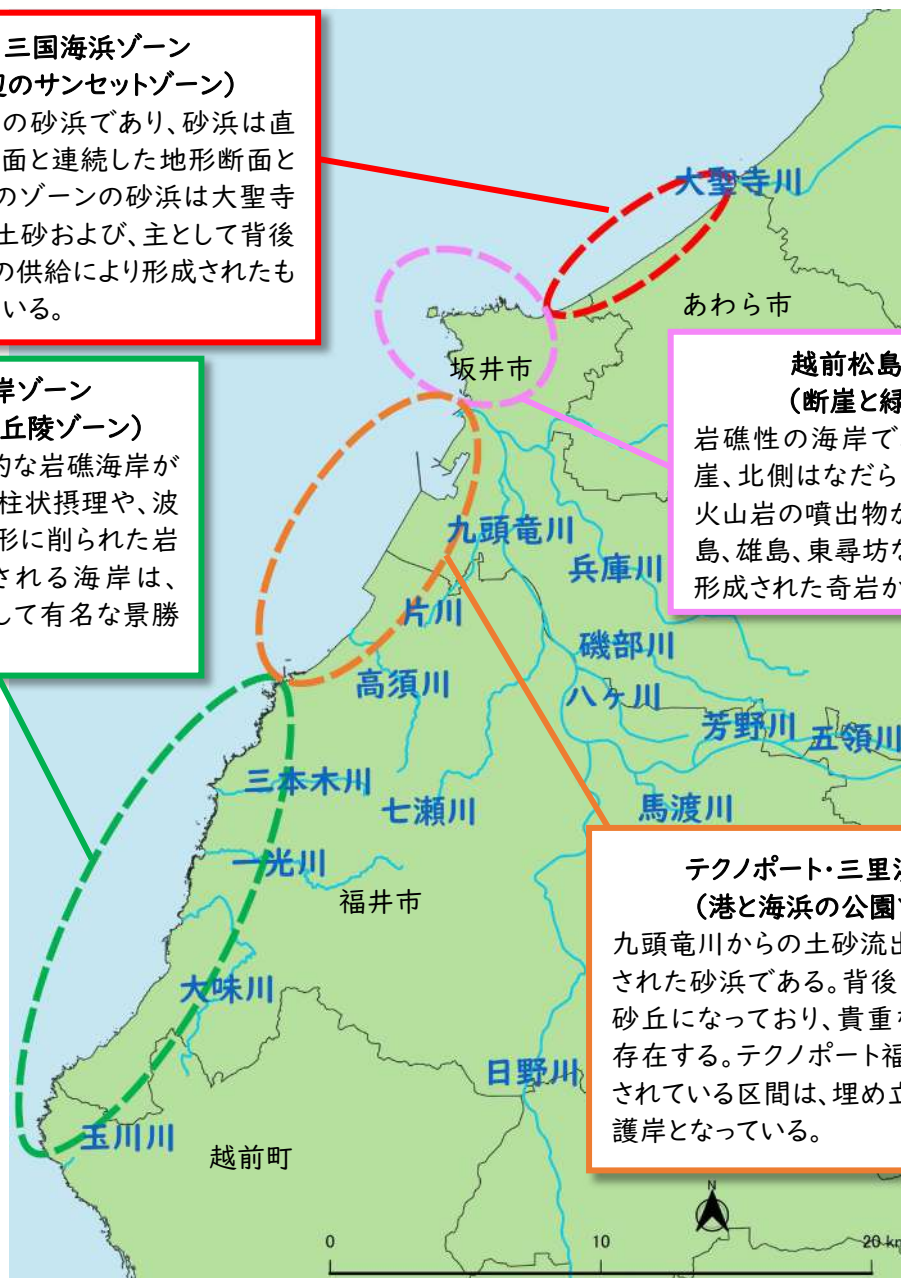 三国海浜ゾーン
辺のサンセットゾーン)
の砂浜であり、砂浜は直
面と連続した地形断面と
のゾーンの砂浜は大聖寺
土砂および、主として背後
の供給により形成されたも
いる。
大聖寺川
あわら市
坂井市
岸ゾーン
丘陵ゾーン)
的な岩礁海岸が
柱状摂理や、波
形に削られた岩
される海岸は、
して有名な景勝
越前松島
(断崖と緑
岩礁性の海岸で
崖、北側はなだら
火山岩の噴出物が
島、雄島、東尋坊な
形成された奇岩が
九頭竜川
兵庫川
片川
磯部川
高須川
八ヶ川
芳野川
五領川
三本木川
七瀬川
馬渡川
一光川
福井市
大味川
テクノポート・三里浜
(港と海浜の公園
九頭竜川からの土砂流出
された砂浜である。背後
砂丘になっており、貴重な
存在する。テクノポート福
されている区間は、埋め立
護岸となっている。
日野川
玉川川
越前町
N
0
10
20 km